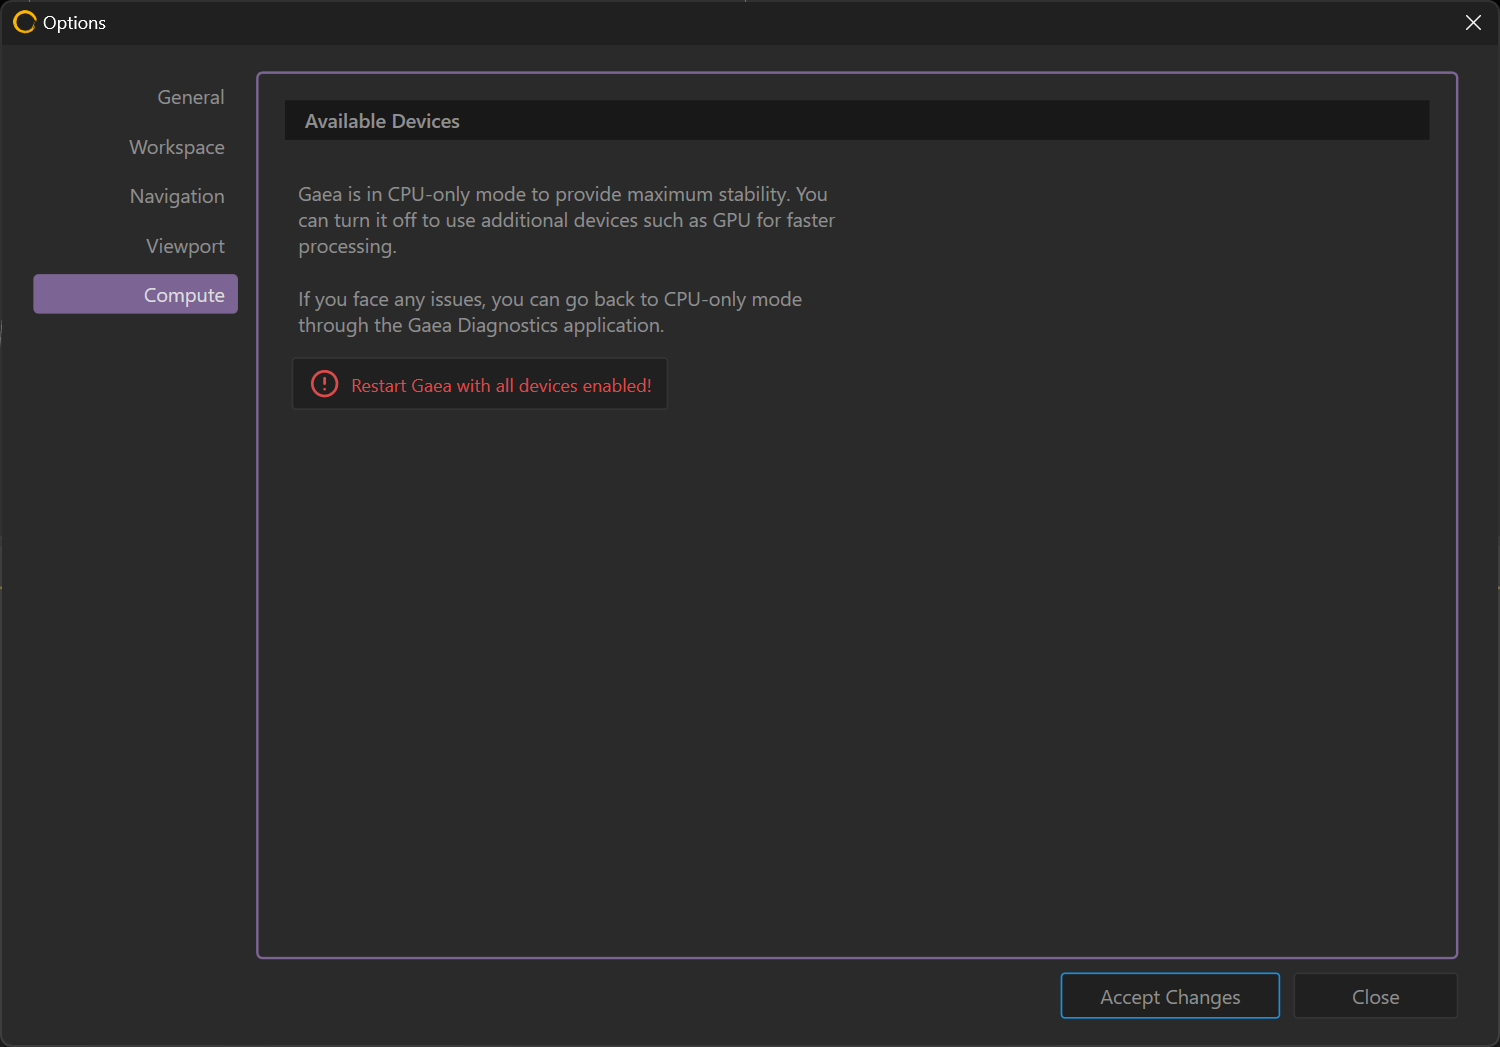 Options
General
Workspace
Navigation
Viewport
Compute
Available Devices
Gaea is in CPU-only mode to provide maximum stability. You
can turn it off to use additional devices such as GPU for faster
processing.
If you face any issues, you can go back to CPU-only mode
through the Gaea Diagnostics application.
Restart Gaea with all devices enabled!
Accept Changes
Close